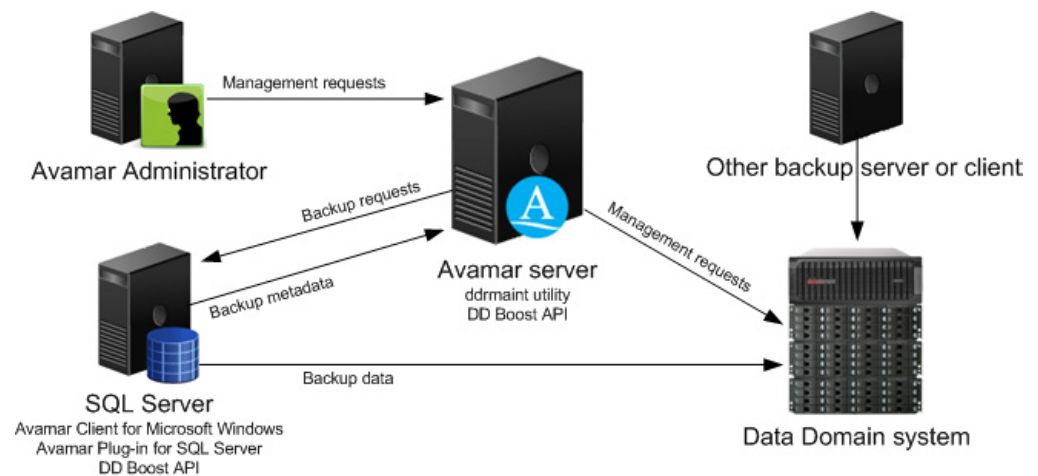 Management requests
Avamar Administrator
Other backup server or client
Backup requests
Management requests
A
Avamar server
ddrmaint utility
DD Boost API
Backup metadata
Backup data
SQL Server
Avamar Client for Microsoft Windows
Avamar Plug-in for SQL Server
DD Boost API
Data Domain system